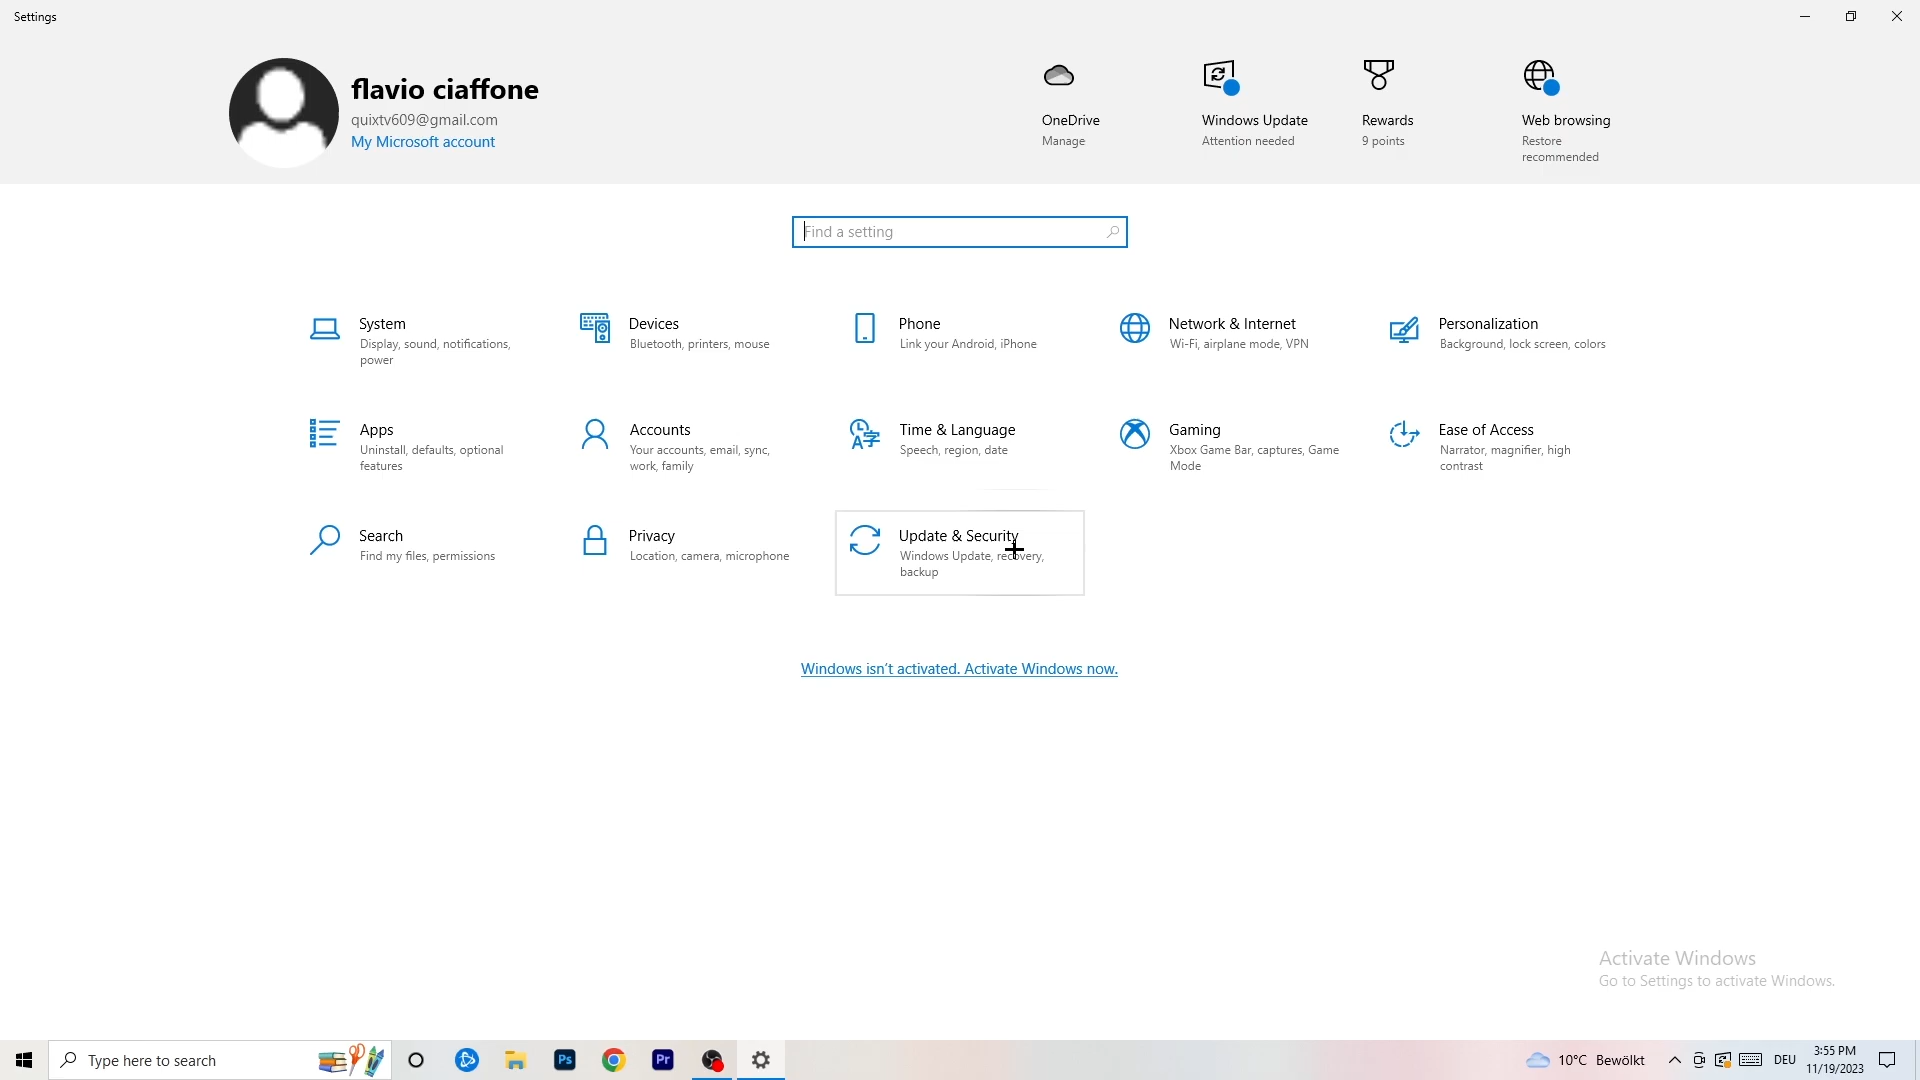 Settings
flavio ciaffone
quixtv609@gmail.com
My Microsoft account
OneDrive
Manage
Windows Update
Attention needed
Rewards
9 points
Web browsing
Restore
recommended
Find a setting
System
Display, sound, notifications,
power
Devices
Bluetooth, printers, mouse
Phone
Link your Android, iPhone
Network & Internet
Wi-Fi, airplane mode, VPN
Personalization
Background, lock screen, colors
Apps
Uninstall, defaults, optional
features
Accounts
Your accounts, email, sync,
work, family
Time & Language
Speech, region, date
Gaming
Xbox Game Bar, captures, Game
Mode
Ease of Access
Narrator, magnifier, high
contrast
Search
Find my files, permissions
Privacy
Location, camera, microphone
Update & Security
Windows Update, recovery,
backup
Windows isn't activated. Activate Windows now.
Activate Windows
Go to Settings to activate Windows.
Type here to search
Ps
Pr
10°C Bewölkt
DEU
3:55 PM
11/19/2023